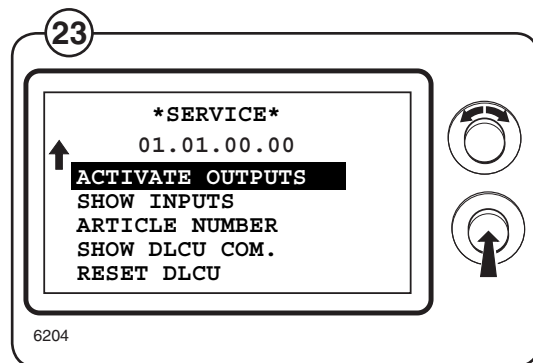 23
*SERVICE*
01.01.00.00
ACTIVATE OUTPUTS
SHOW INPUTS
ARTICLE NUMBER
SHOW DLCU COM.
RESET DLCU
6204